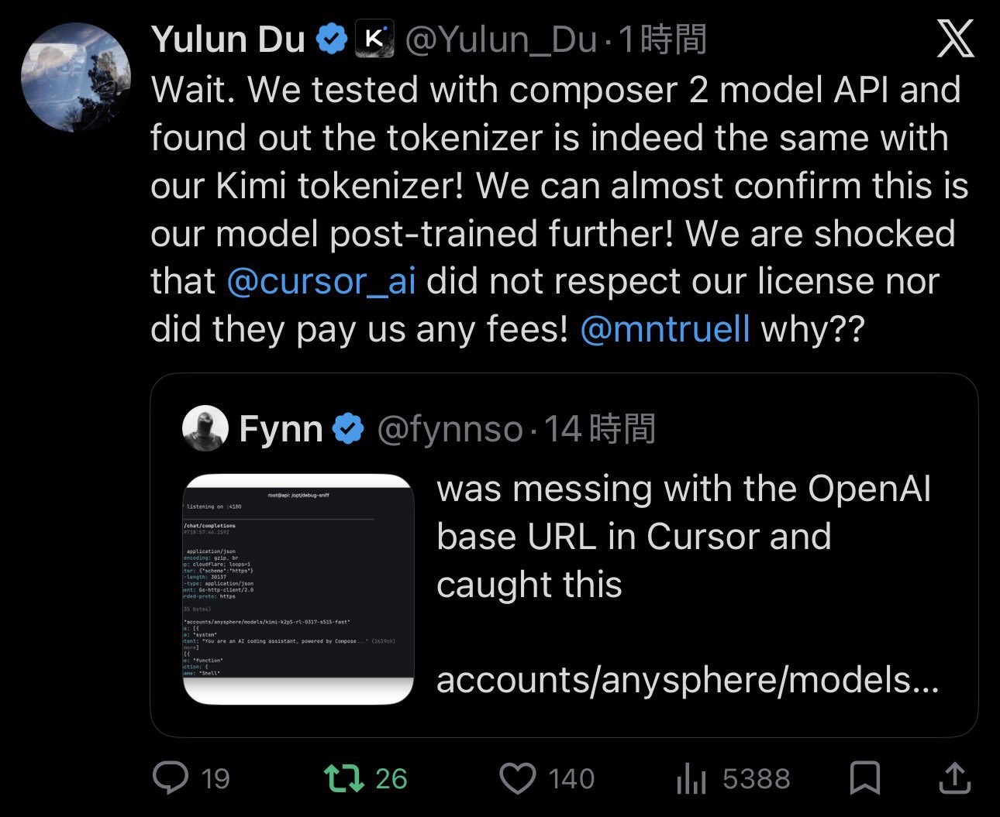 Yulun Du @Yulun_Du · 1時間
Wait. We tested with composer 2 model API and
found out the tokenizer is indeed the same with
our Kimi tokenizer! We can almost confirm this is
our model post-trained further! We are shocked
that @cursor_ai did not respect our license nor
did they pay us any fees! @mntruell why??
Fynn @fynnso · 14時間
was messing with the OpenAI
base URL in Cursor and
caught this
accounts/anysphere/models...
root@api: /opt/debug-sniff
listening on :4180
/chat/completions
application/json
encoding: gzip, br
p: cloudflare; loops=1
tor: {"scheme":"https"}
-length: 30137
-type: application/json
ent: Go-http-client/2.0
rded-proto: https
35 bytes)
"accounts/anysphere/models/kimi-k2p5-rl-0317-s515-fast"
s: [{
e: "system"
tent: "You are an AI coding assistant, powered by Compose..." (2619ch)
more]
[{
e: "function"
ction: {
ame: "Shell"
19 26 140 5388